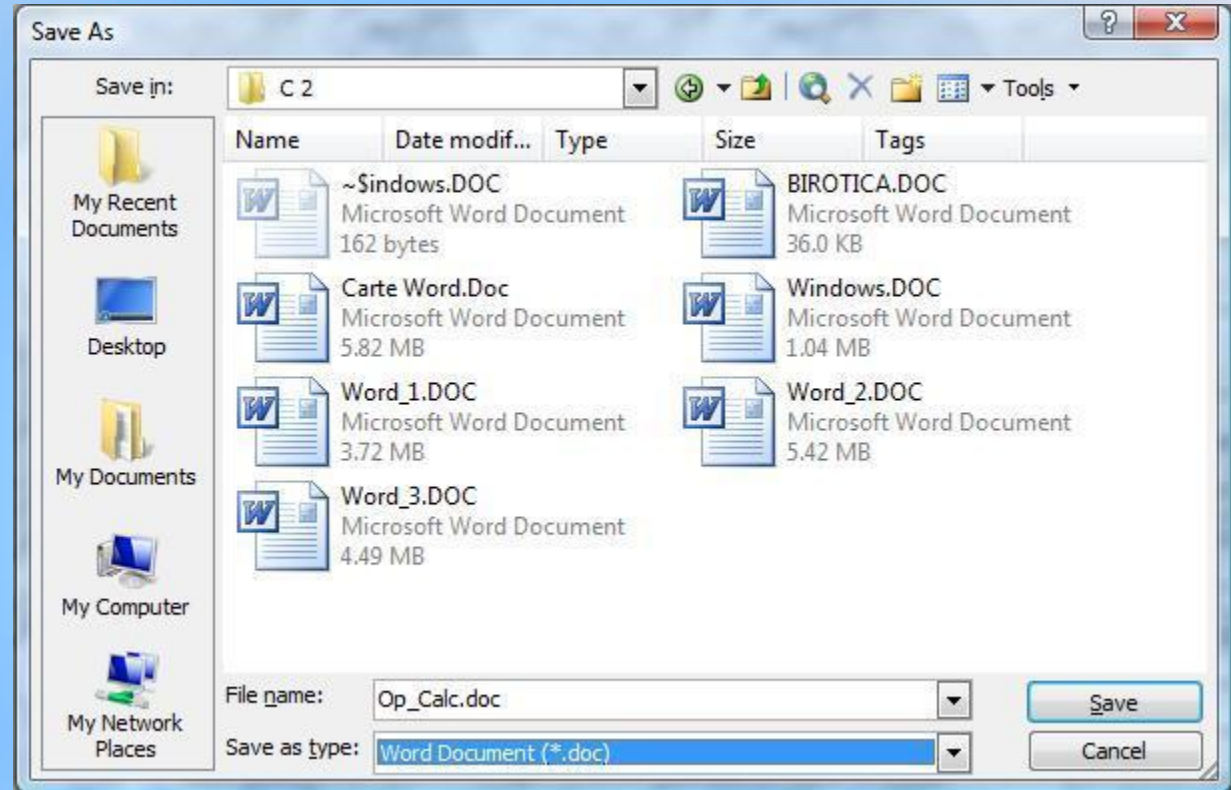 Save As
Save in:
C 2
Tools
Name Date modif... Type Size Tags
My Recent
Documents
Desktop
My Documents
My Computer
My Network
Places
~$indows.DOC
Microsoft Word Document
162 bytes
BIROTICA.DOC
Microsoft Word Document
36.0 KB
Carte Word.Doc
Microsoft Word Document
5.82 MB
Windows.DOC
Microsoft Word Document
1.04 MB
Word_1.DOC
Microsoft Word Document
3.72 MB
Word_2.DOC
Microsoft Word Document
5.42 MB
Word_3.DOC
Microsoft Word Document
4.49 MB
File name: Op_Calc.doc
Save
Save as type: Word Document (*.doc)
Cancel